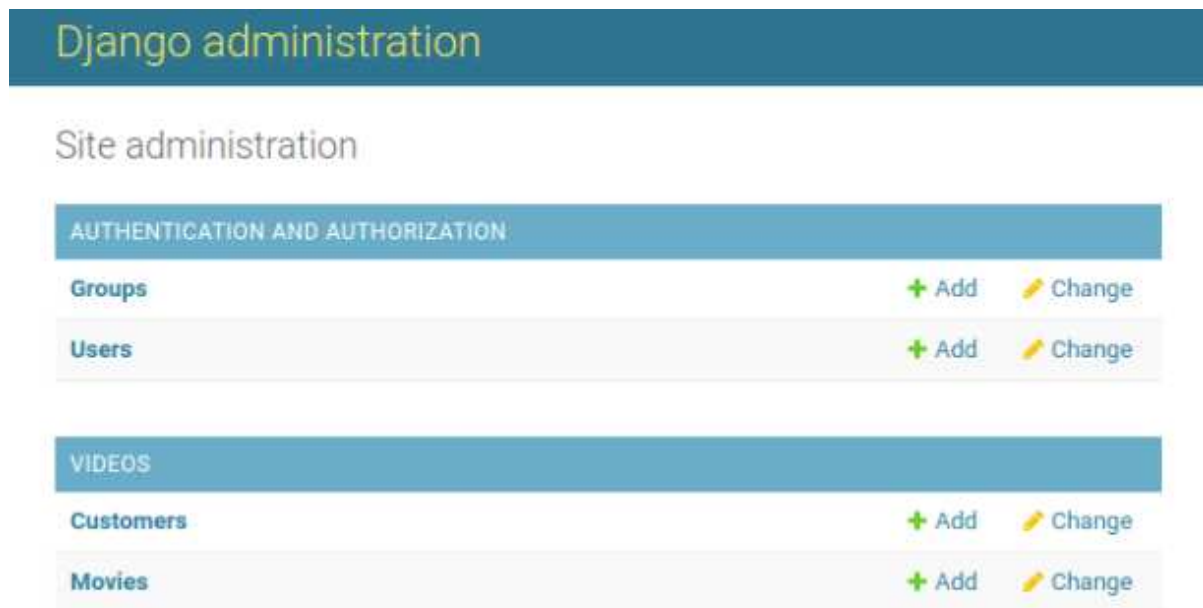 Django administration
Site administration
AUTHENTICATION AND AUTHORIZATION
Groups Add Change
Users Add Change
VIDEOS
Customers Add Change
Movies Add Change